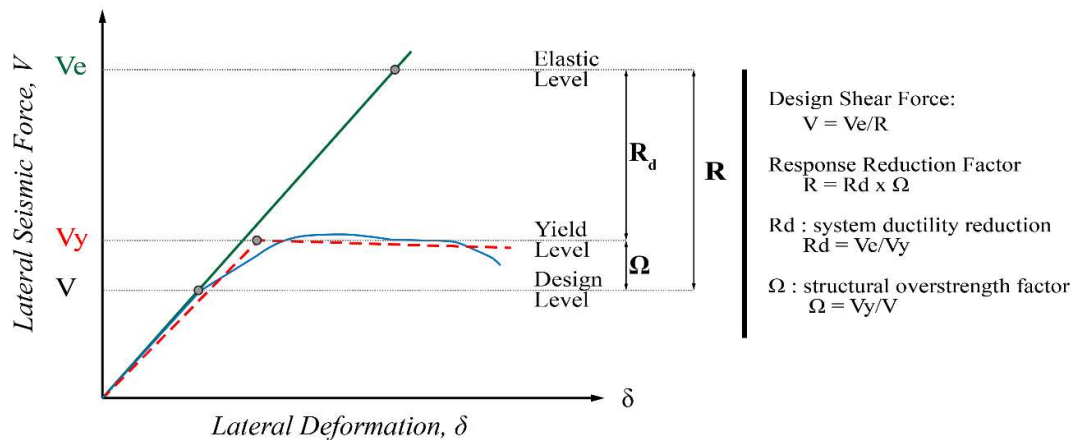 Lateral Seismic Force, V
Ve
Vy
V
Elastic
Level
Yield
Level
Design
Level
Rd
Ω
R
δ
Lateral Deformation, δ
Design Shear Force:
V = Ve/R
Response Reduction Factor
R = Rd x Ω
Rd : system ductility reduction
Rd = Ve/Vy
Ω : structural overstrength factor
Ω = Vy/V